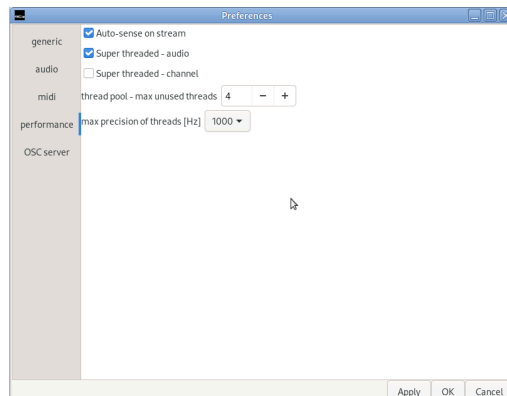 Preferences
generic
audio
midi
performance
OSC server
Auto-sense on stream
Super threaded - audio
Super threaded - channel
thread pool - max unused threads 4 − +
max precision of threads [Hz] 1000
Apply OK Cancel